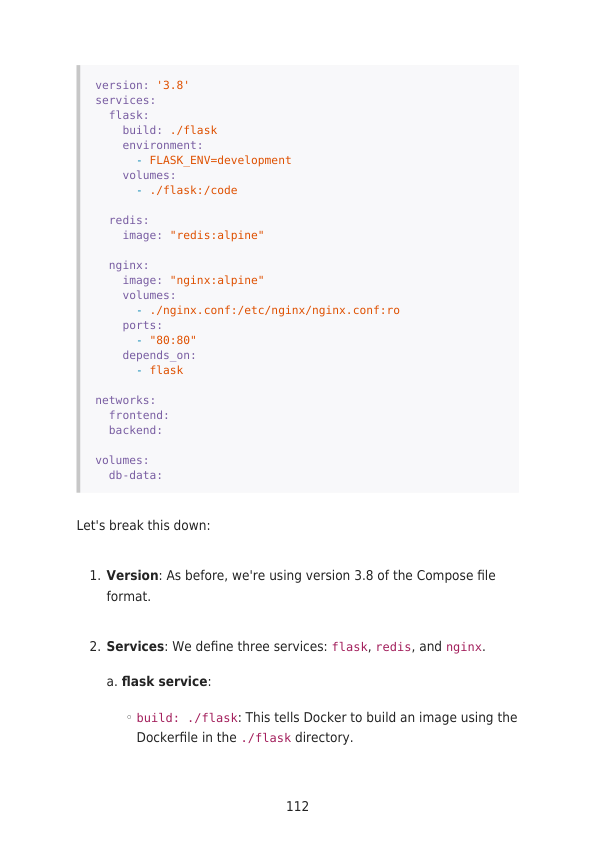 version: '3.8'
services:
  flask:
    build: ./flask
    environment:
      - FLASK_ENV=development
    volumes:
      - ./flask:/code

  redis:
    image: "redis:alpine"

  nginx:
    image: "nginx:alpine"
    volumes:
      - ./nginx.conf:/etc/nginx/nginx.conf:ro
    ports:
      - "80:80"
    depends_on:
      - flask

networks:
  frontend:
  backend:

volumes:
  db-data:

Let's break this down:

1. Version: As before, we're using version 3.8 of the Compose file
format.

2. Services: We define three services: flask, redis, and nginx.

a. flask service:

◦ build: ./flask: This tells Docker to build an image using the
Dockerfile in the ./flask directory.

112